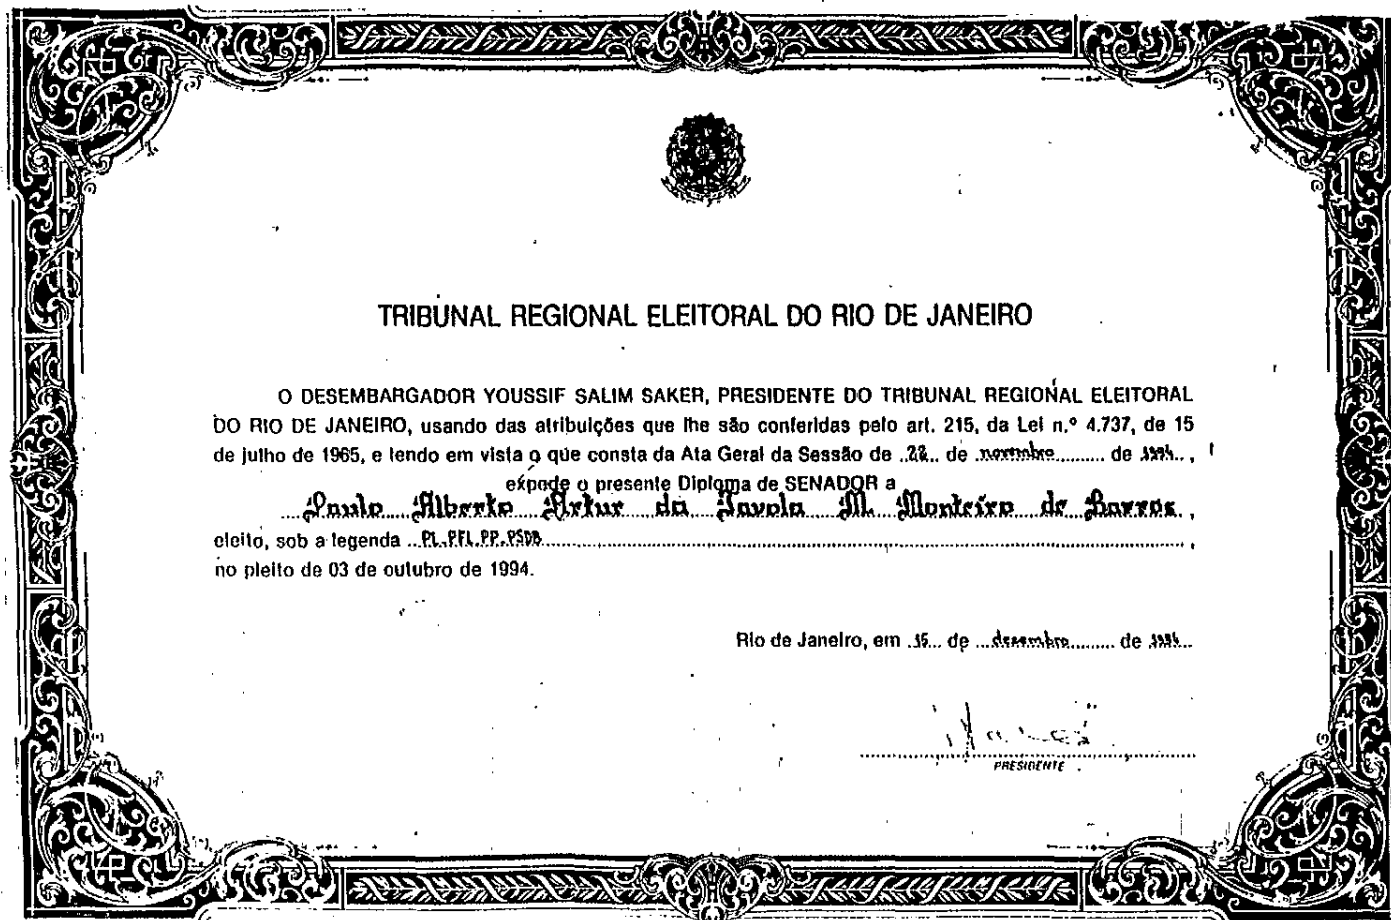 TRIBUNAL REGIONAL ELEITORAL DO RIO DE JANEIRO
O DESEMBARGADOR YOUSSIF SALIM SAKER, PRESIDENTE DO TRIBUNAL REGIONAL ELEITORAL
DO RIO DE JANEIRO, usando das atribuições que lhe são conferidas pelo art. 215, da Lei n.º 4.737, de 15
de julho de 1965, e tendo em vista o que consta da Ata Geral da Sessão de 22 de novembro de 1994,
expede o presente Diploma de SENADOR a
Paulo Alberto Artur da Tavola M. Monteiro de Barros,
eleito, sob a legenda PL.PFL.PP.PSDB,
no pleito de 03 de outubro de 1994.
Rio de Janeiro, em 15 de dezembro de 1994
PRESIDENTE